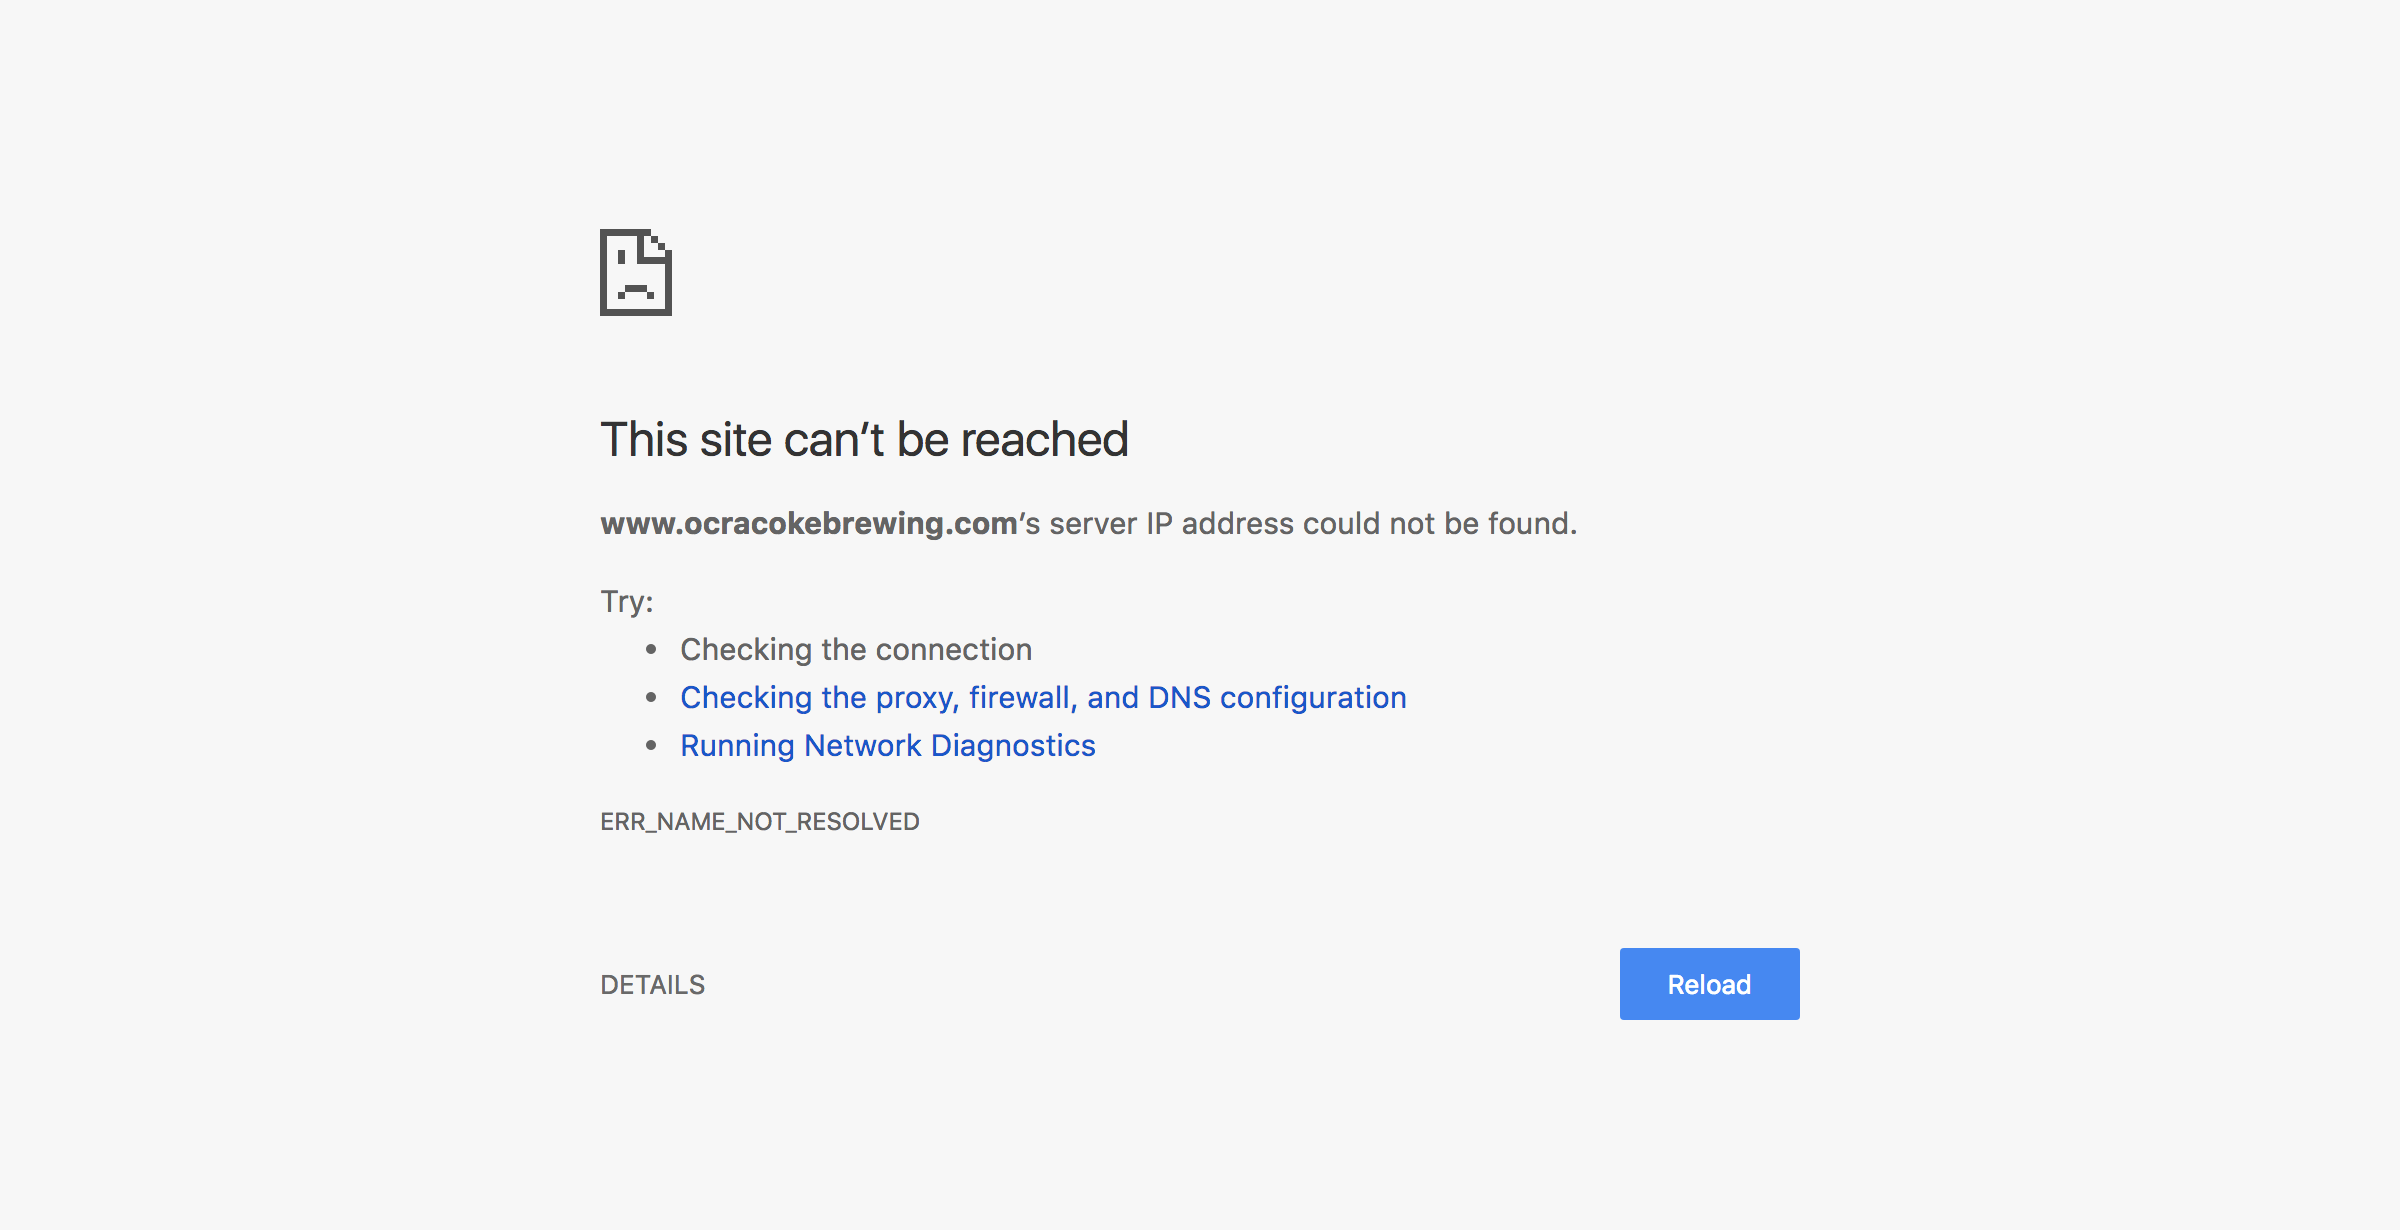 This site can’t be reached
www.ocracokebrewing.com’s server IP address could not be found.
Try:
• Checking the connection
• Checking the proxy, firewall, and DNS configuration
• Running Network Diagnostics
ERR_NAME_NOT_RESOLVED
DETAILS
Reload